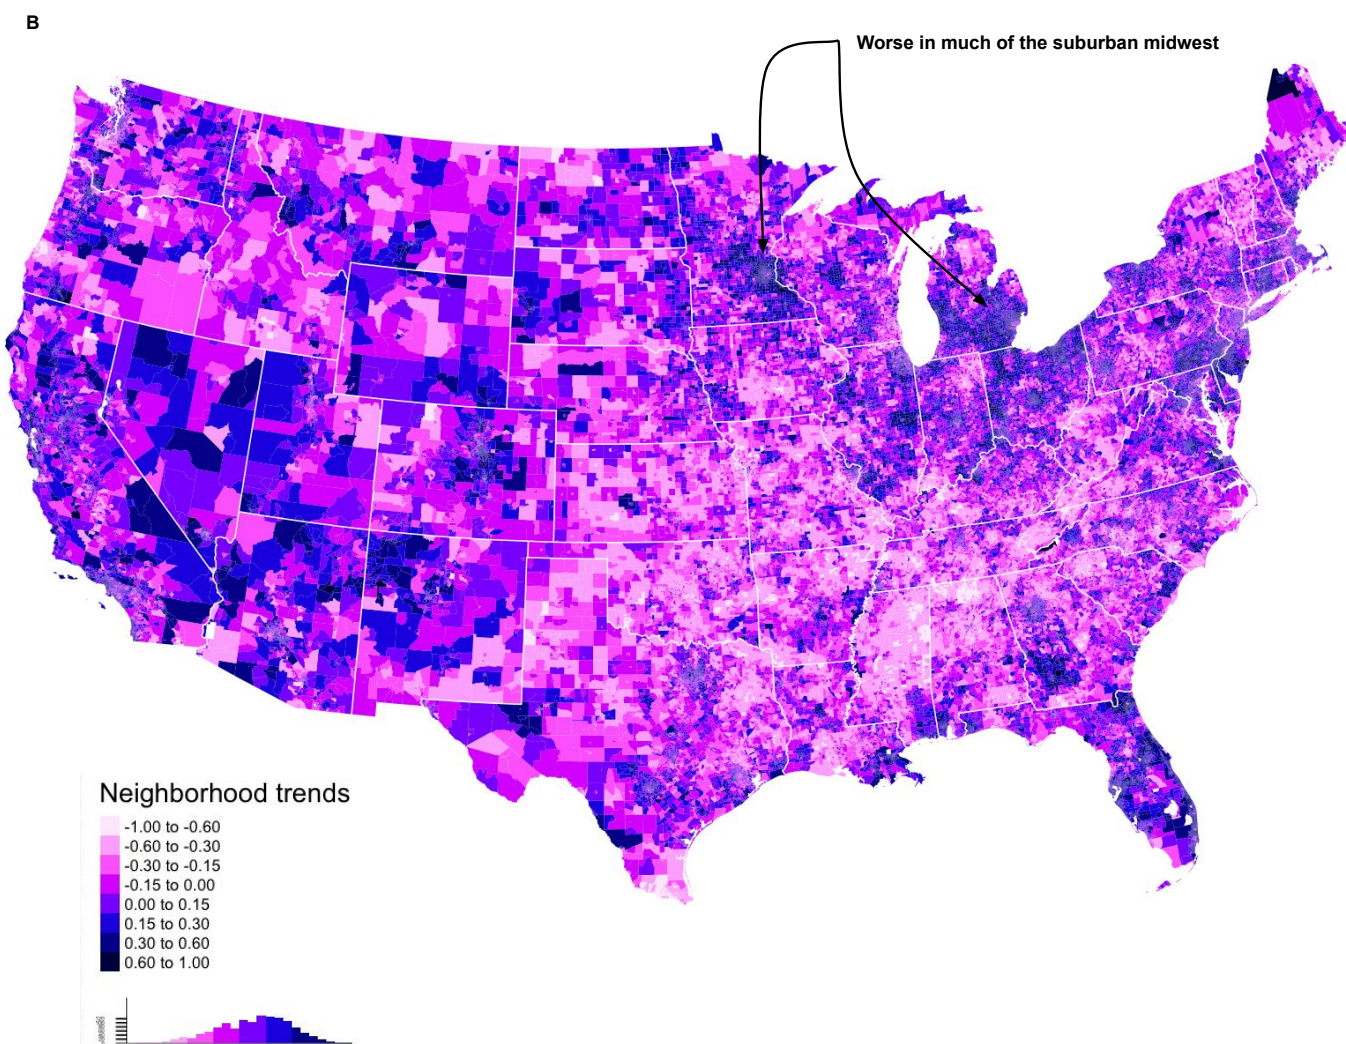 B
Worse in much of the suburban midwest
Neighborhood trends
-1.00 to -0.60
-0.60 to -0.30
-0.30 to -0.15
-0.15 to 0.00
0.00 to 0.15
0.15 to 0.30
0.30 to 0.60
0.60 to 1.00